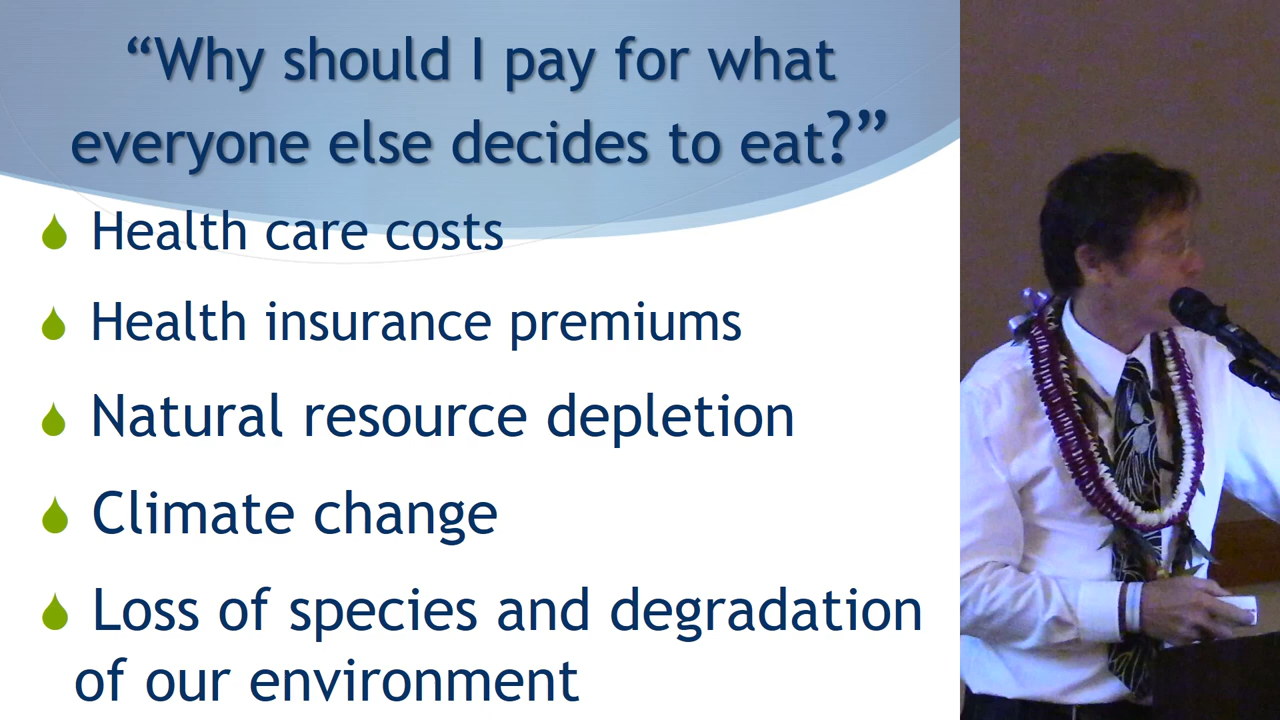 “Why should I pay for what
everyone else decides to eat?”
Health care costs
Health insurance premiums
Natural resource depletion
Climate change
Loss of species and degradation
of our environment